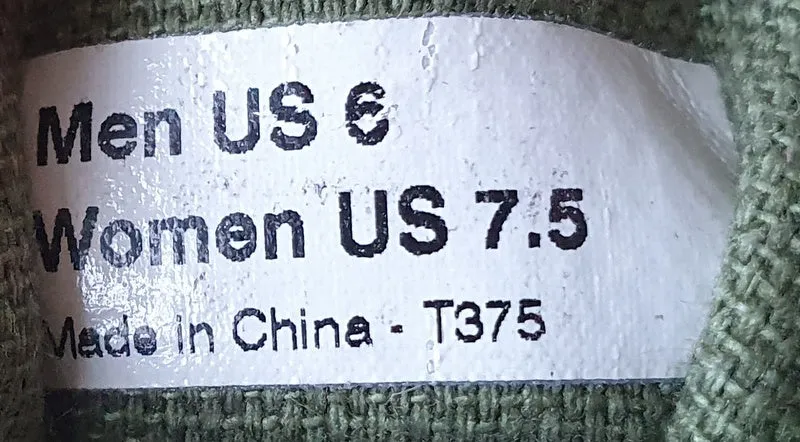 Men US 6
Women US 7.5
Made in China - T375